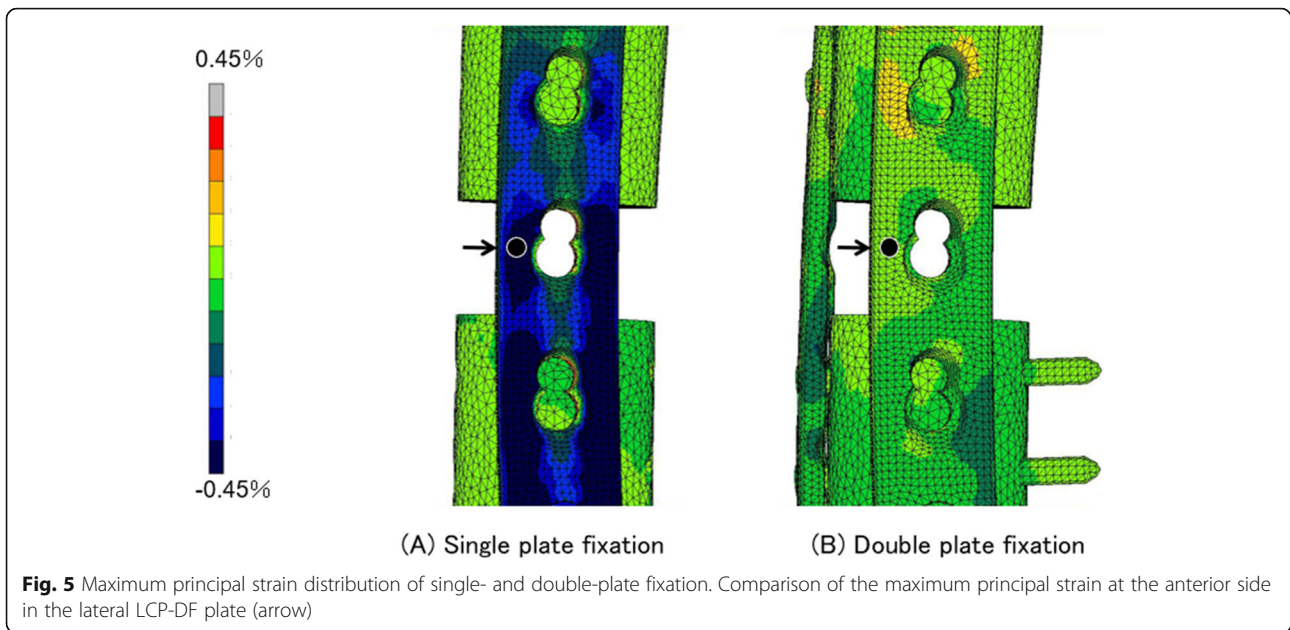 0.45%
-0.45%
(A) Single plate fixation
(B) Double plate fixation
Fig. 5 Maximum principal strain distribution of single- and double-plate fixation. Comparison of the maximum principal strain at the anterior side
in the lateral LCP-DF plate (arrow)